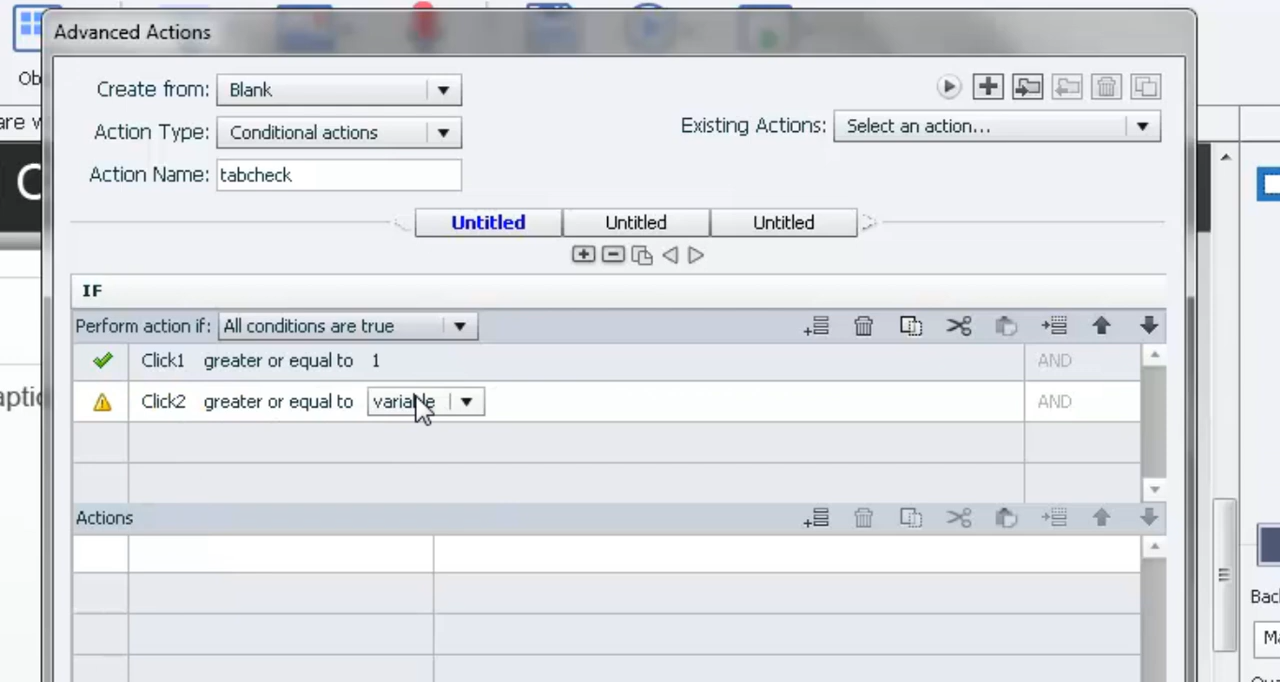 Advanced Actions
Ob
are v
C
Create from: Blank
Action Type: Conditional actions
Existing Actions: Select an action...
Action Name: tabcheck
Untitled Untitled Untitled
IF
Perform action if: All conditions are true
Click1 greater or equal to 1 AND
Click2 greater or equal to variable AND
aptic
Actions
Bac
Ma